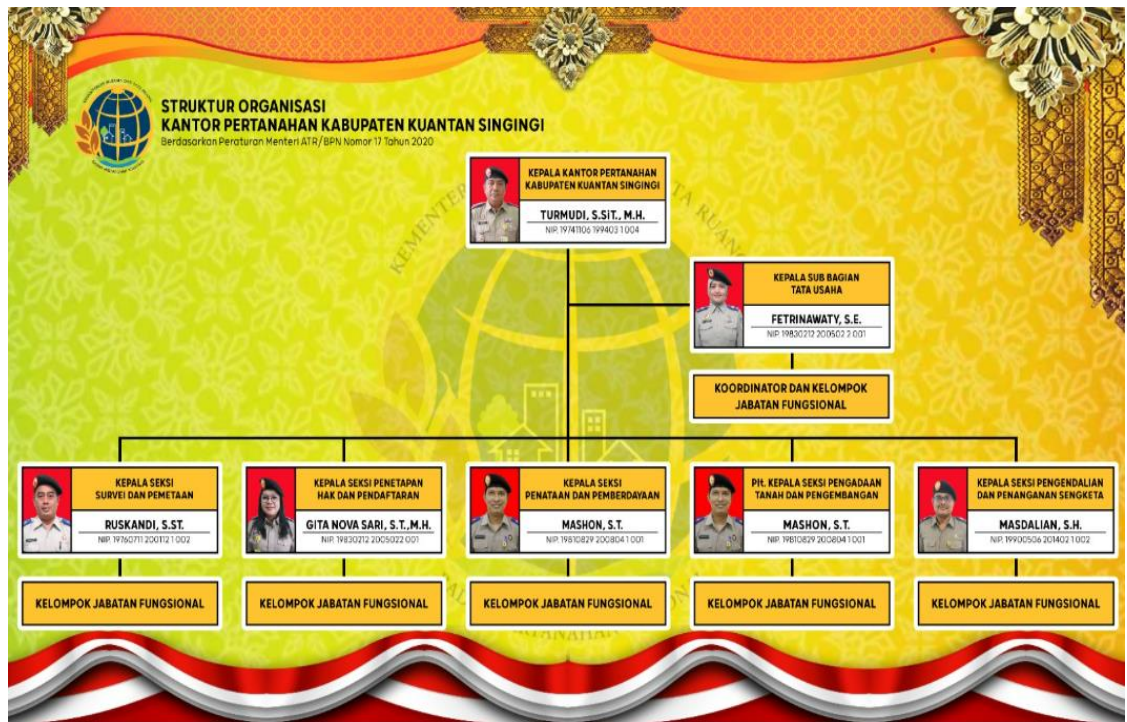 STRUKTUR ORGANISASI
KANTOR PERTANAHAN KABUPATEN KUANTAN SINGINGI
Berdasarkan Peraturan Menteri ATR/BPN Nomor 17 Tahun 2020
KEPALA KANTOR PERTANAHAN
KABUPATEN KUANTAN SINGINGI
TURMUDI, S.SiT., M.H.
NIP. 19741106 199403 1 004
KEPALA SUB BAGIAN
TATA USAHA
FETRINAWATY, S.E.
NIP. 19830212 200502 2 001
KOORDINATOR DAN KELOMPOK
JABATAN FUNGSIONAL
KEPALA SEKSI
SURVEI DAN PEMETAAN
RUSKANDI, S.ST.
NIP. 19760711 200112 1 002
KELOMPOK JABATAN FUNGSIONAL
KEPALA SEKSI PENETAPAN
HAK DAN PENDAFTARAN
GITA NOVA SARI, S.T.,M.H.
NIP. 19830212 2005022 001
KELOMPOK JABATAN FUNGSIONAL
KEPALA SEKSI
PENATAAN DAN PEMBERDAYAAN
MASHON, S.T.
NIP. 19810829 200804 1 001
KELOMPOK JABATAN FUNGSIONAL
Plt. KEPALA SEKSI PENGADAAN
TANAH DAN PENGEMBANGAN
MASHON, S.T.
NIP. 19810829 200804 1 001
KELOMPOK JABATAN FUNGSIONAL
KEPALA SEKSI PENGENDALIAN
DAN PENANGANAN SENGKETA
MASDALIAN, S.H.
NIP. 19900506 201402 1 002
KELOMPOK JABATAN FUNGSIONAL